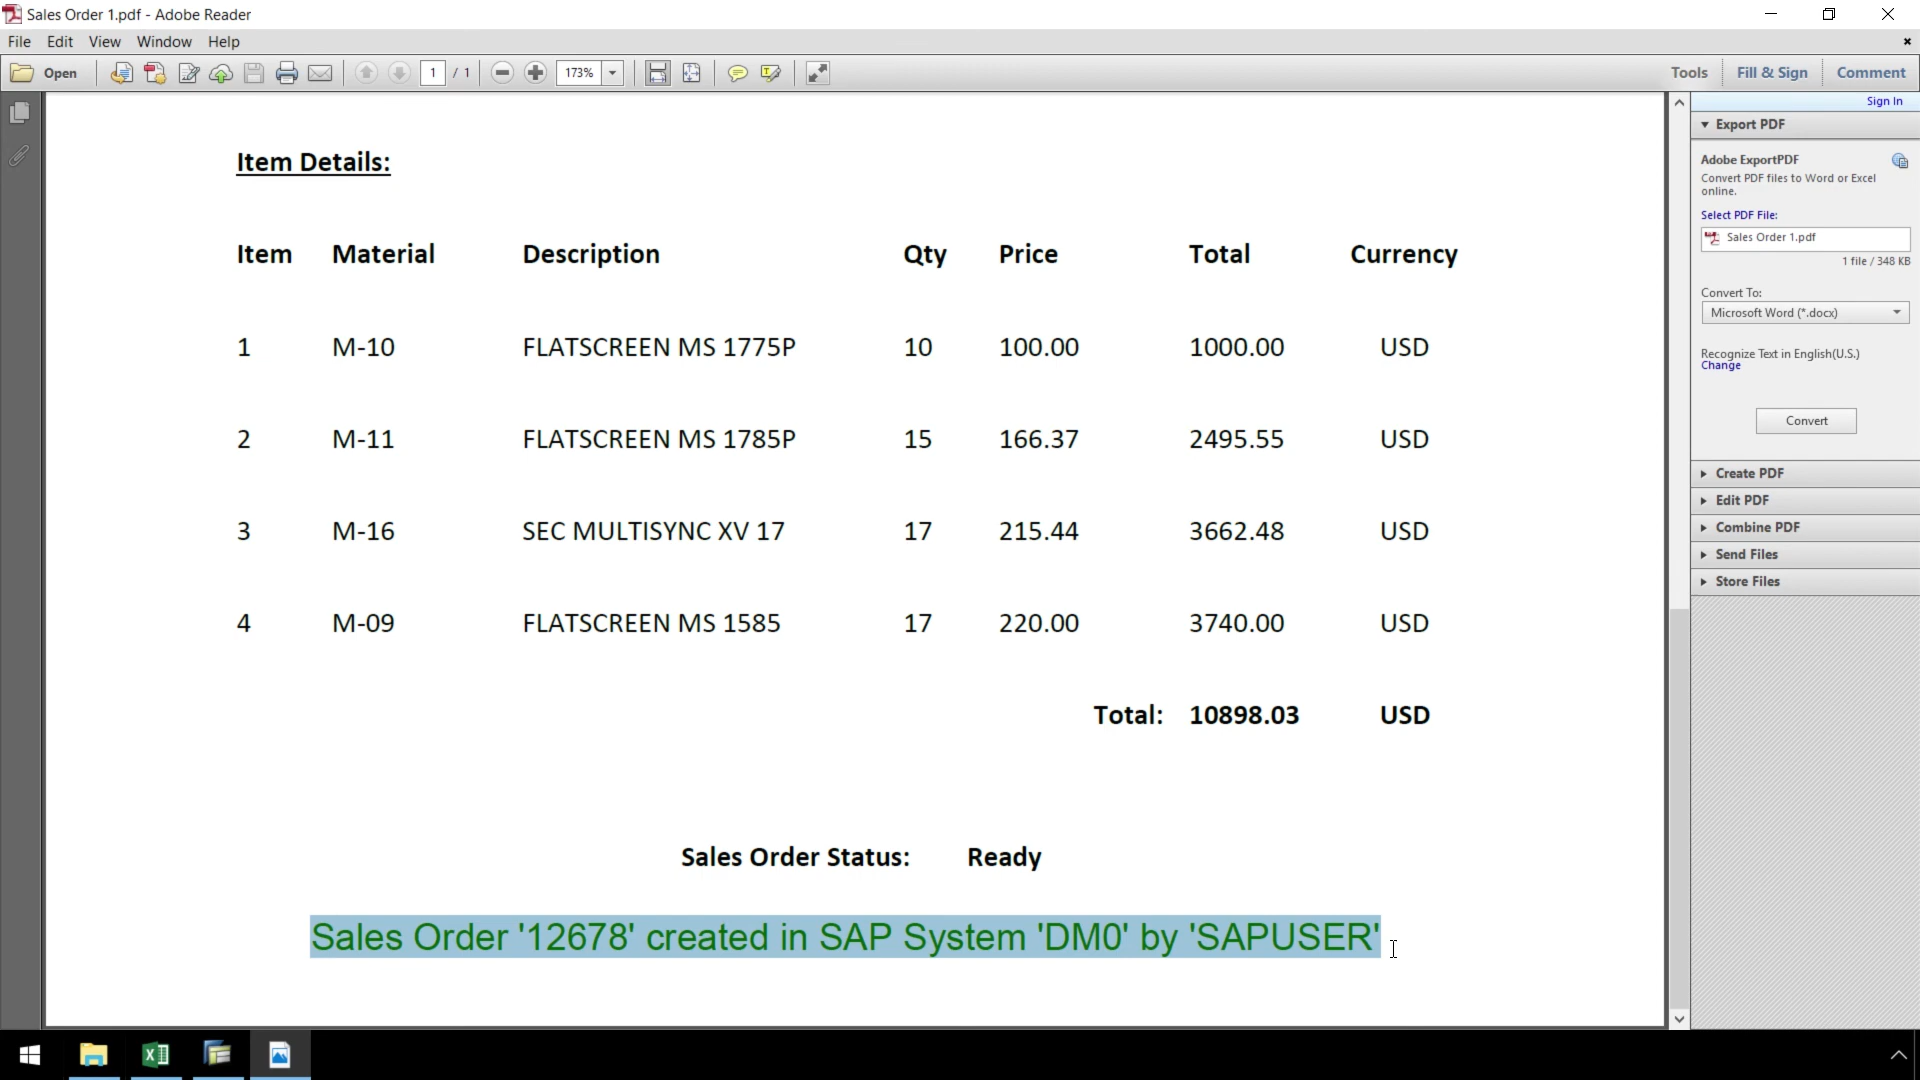 Sales Order 1.pdf - Adobe Reader
File Edit View Window Help
Open 1 / 1 173% Tools Fill & Sign Comment
Sign In
Export PDF
Adobe ExportPDF
Convert PDF files to Word or Excel
online.
Select PDF File:
Sales Order 1.pdf
1 file / 348 KB
Convert To:
Microsoft Word (*.docx)
Recognize Text in English(U.S.)
Change
Convert
Create PDF
Edit PDF
Combine PDF
Send Files
Store Files
Item Details:
Item Material Description Qty Price Total Currency
1 M-10 FLATSCREEN MS 1775P 10 100.00 1000.00 USD
2 M-11 FLATSCREEN MS 1785P 15 166.37 2495.55 USD
3 M-16 SEC MULTISYNC XV 17 17 215.44 3662.48 USD
4 M-09 FLATSCREEN MS 1585 17 220.00 3740.00 USD
Total: 10898.03 USD
Sales Order Status: Ready
Sales Order '12678' created in SAP System 'DM0' by 'SAPUSER'